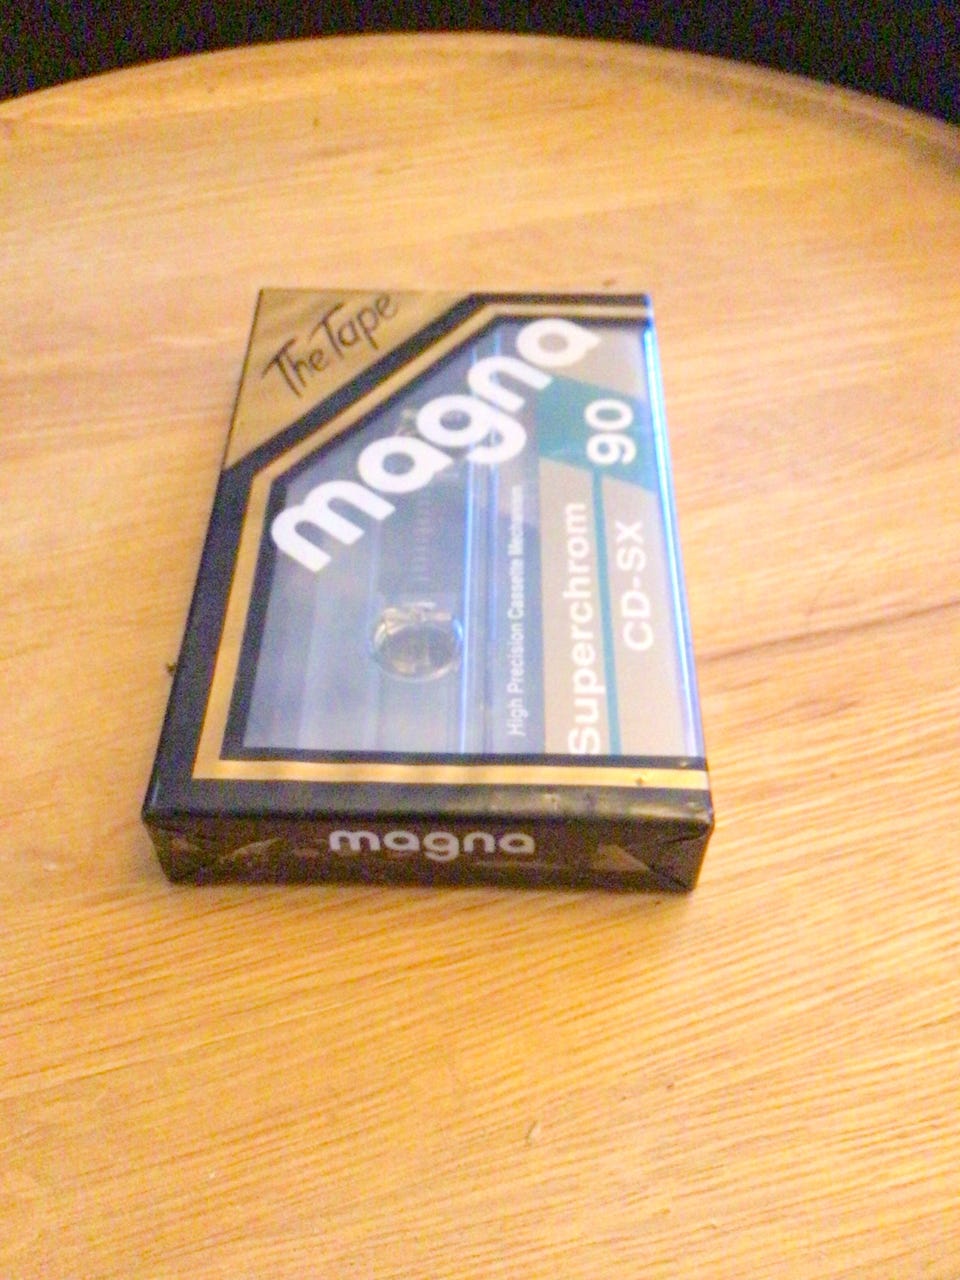 The Tape
magna
90
High Precision Cassette Mechanism
Superchrom
CD-SX
magna